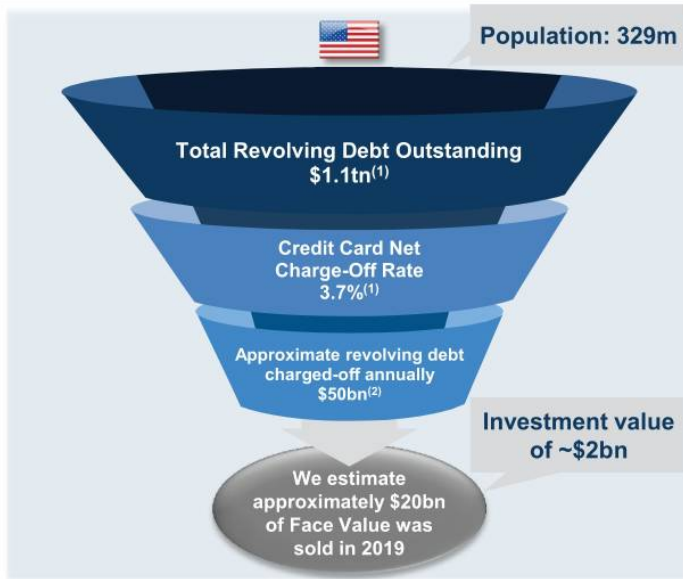 Population: 329m
Total Revolving Debt Outstanding
$1.1tn(1)
Credit Card Net
Charge-Off Rate
3.7%(1)
Approximate revolving debt
charged-off annually
$50bn(2)
Investment value
of ~$2bn
We estimate
approximately $20bn
of Face Value was
sold in 2019